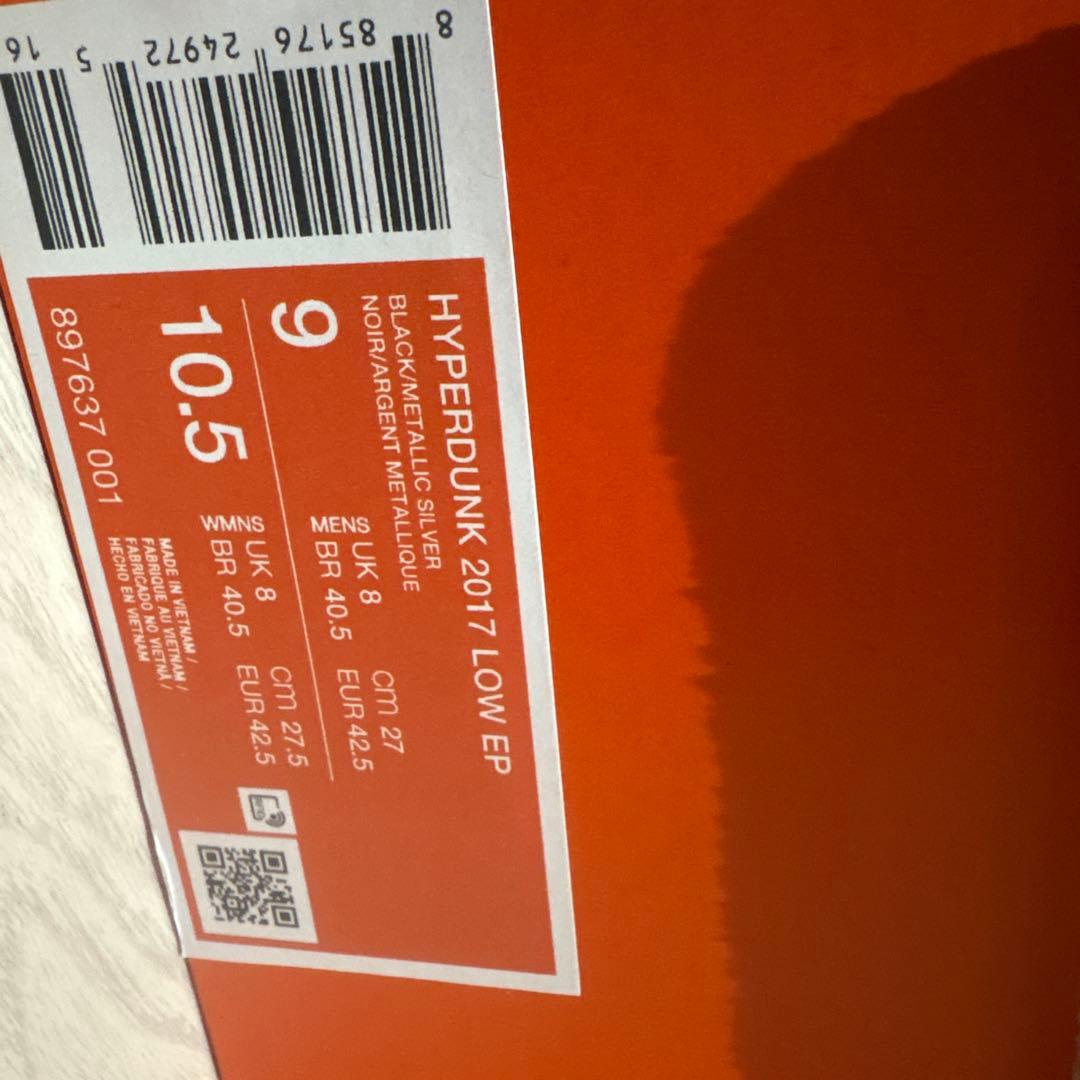 HYPERDUNK 2017 LOW EP
BLACK/METALLIC SILVER
NOIR/ARGENT METALLIQUE
9
MENS UK 8 cm 27
BR 40.5 EUR 42.5
10.5
WMNS UK 8 cm 27.5
BR 40.5 EUR 42.5
897637 001
MADE IN VIETNAM /
FABRIQUE AU VIETNAM /
FABRICADO NO VIETNÃ /
HECHO EN VIETNAM
8 85176 24972 5 16